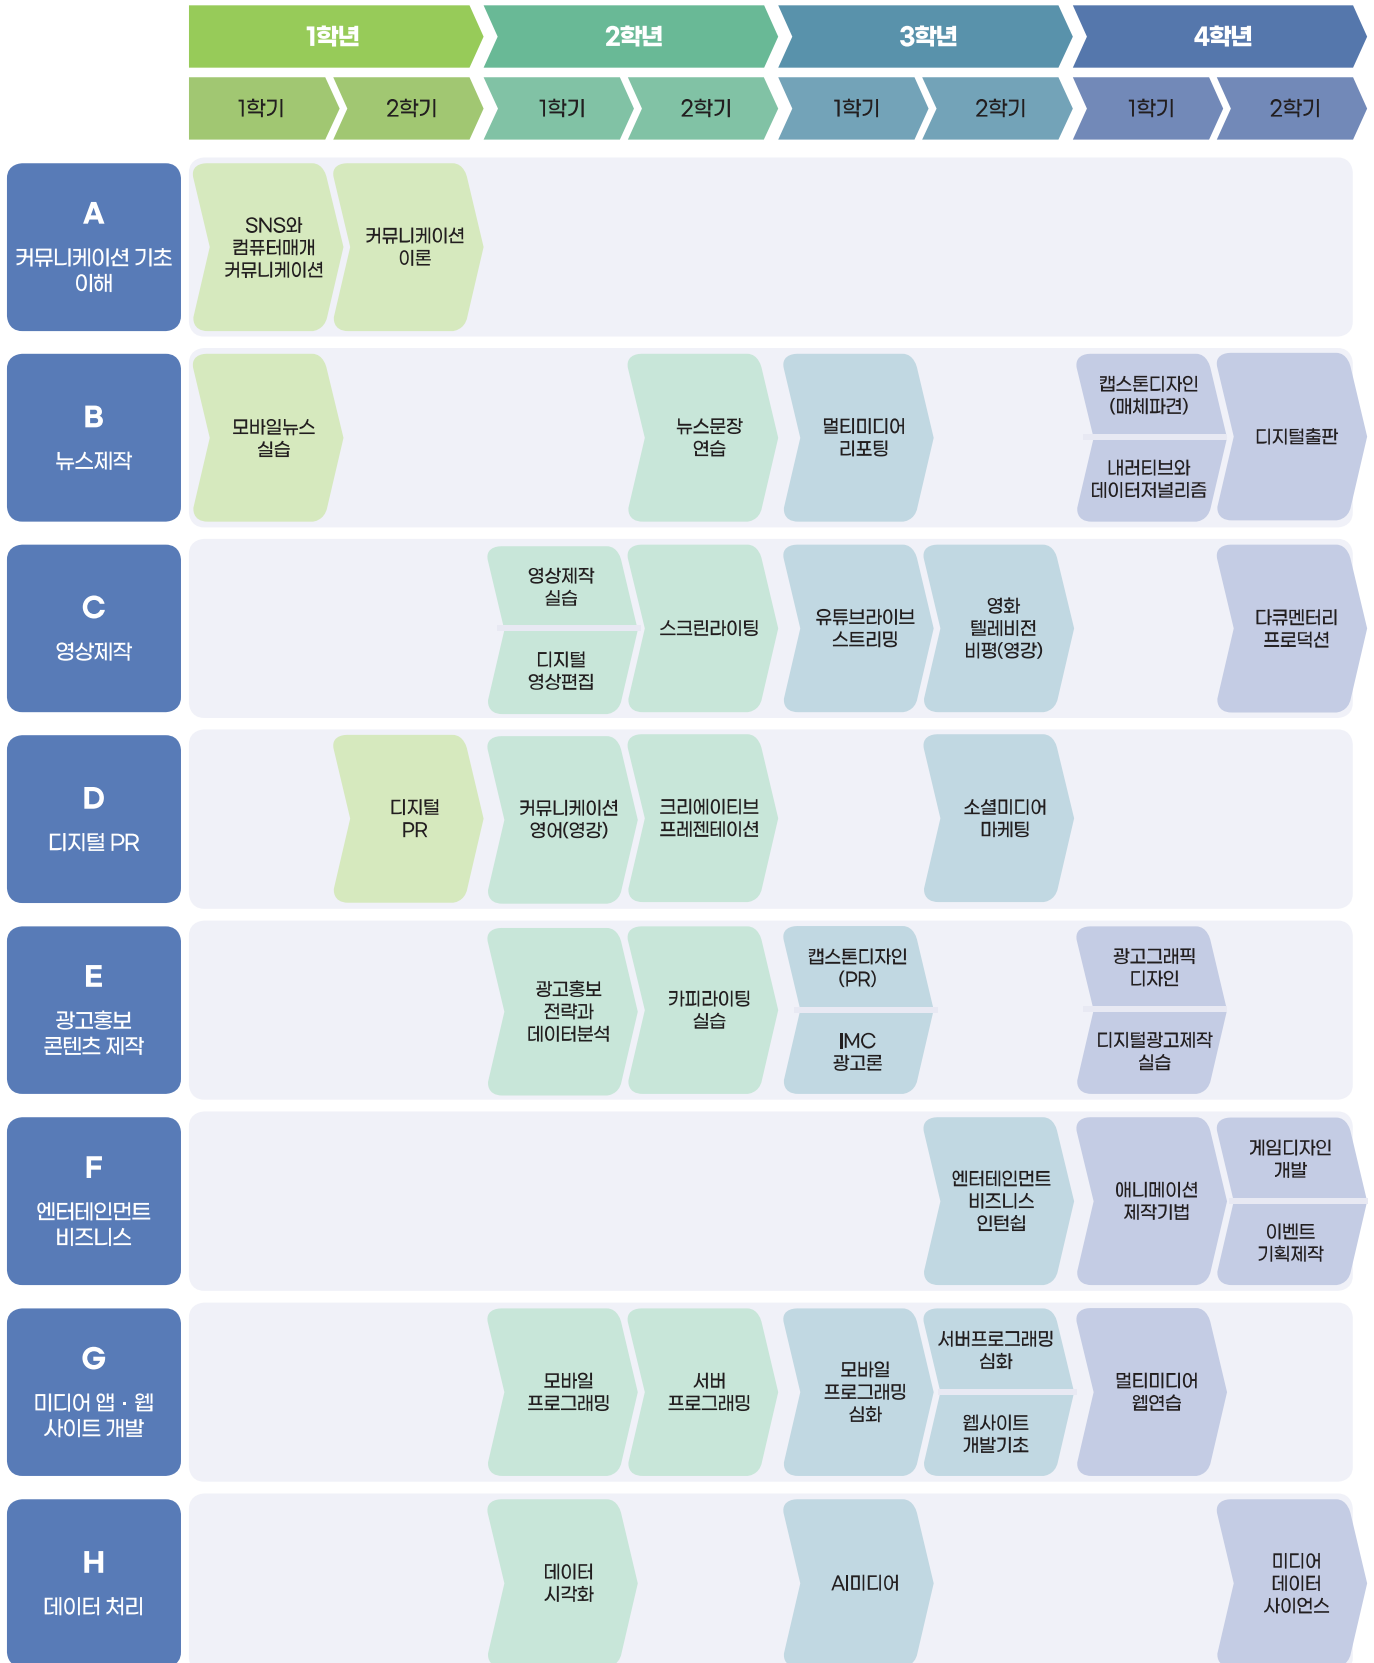 1학년
2학년
3학년
4학년
1학기
2학기
1학기
2학기
1학기
2학기
1학기
2학기
A
커뮤니케이션 기초
이해
SNS와
컴퓨터매개
커뮤니케이션
커뮤니케이션
이론
B
뉴스제작
모바일뉴스
실습
뉴스문장
연습
멀티미디어
리포팅
캡스톤디자인
(매체파견)
내러티브와
데이터저널리즘
디지털출판
C
영상제작
영상제작
실습
디지털
영상편집
스크린라이팅
유튜브라이브
스트리밍
영화
텔레비전
비평(영강)
다큐멘터리
프로덕션
D
디지털 PR
디지털
PR
커뮤니케이션
영어(영강)
크리에이티브
프레젠테이션
소셜미디어
마케팅
E
광고홍보
콘텐츠 제작
광고홍보
전략과
데이터분석
카피라이팅
실습
캡스톤디자인
(PR)
IMC
광고론
광고그래픽
디자인
디지털광고제작
실습
F
엔터테인먼트
비즈니스
엔터테인먼트
비즈니스
인턴쉽
애니메이션
제작기법
게임디자인
개발
이벤트
기획제작
G
미디어 앱 · 웹
사이트 개발
모바일
프로그래밍
서버
프로그래밍
모바일
프로그래밍
심화
서버프로그래밍
심화
웹사이트
개발기초
멀티미디어
웹연습
H
데이터 처리
데이터
시각화
AI미디어
미디어
데이터
사이언스